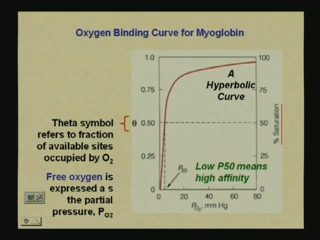 Oxygen Binding Curve for Myoglobin
Theta symbol
refers to fraction
of available sites
occupied by O2
Free oxygen is
expressed a s
the partial
pressure, PO2
θ
1.0
0.75
0.50
0.25
0
100
75
50
25
0
% Saturation
A
Hyperbolic
Curve
P50
Low P50 means
high affinity
0 20 40 60 80
PO2, mm Hg